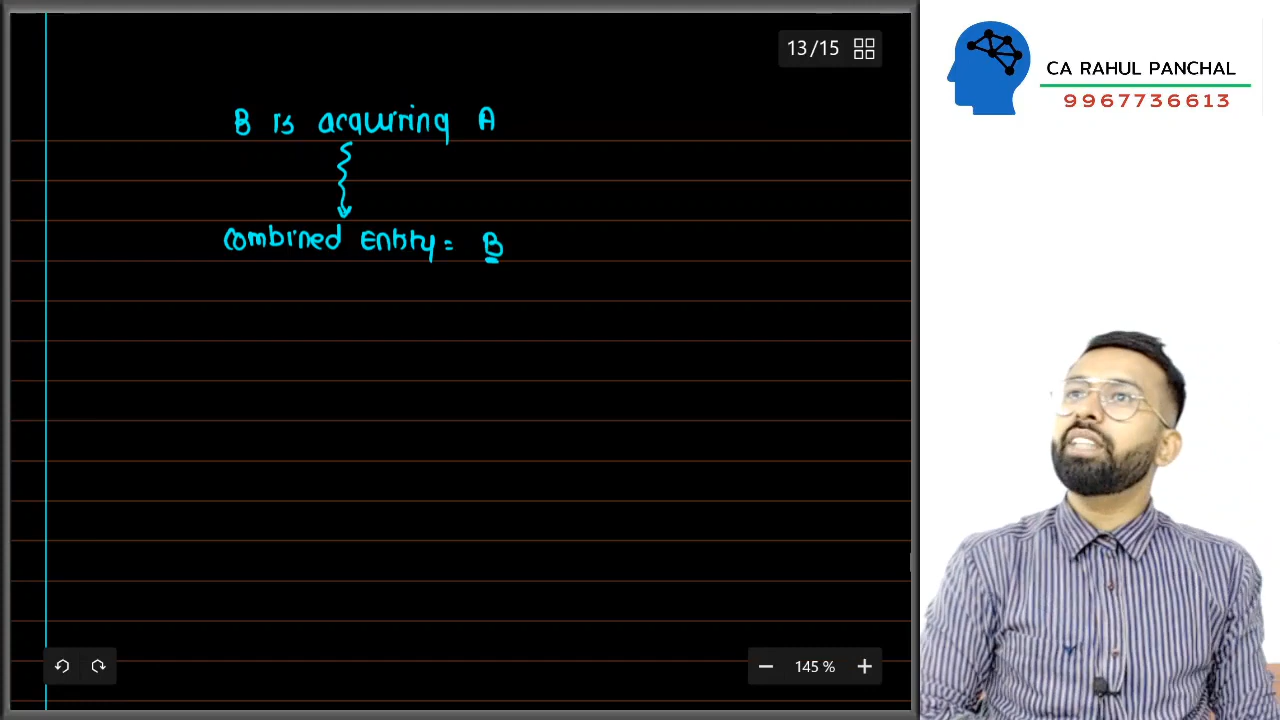 13/15
CA RAHUL PANCHAL
9967736613
B is acquiring A
Combined Entity = B
145 %